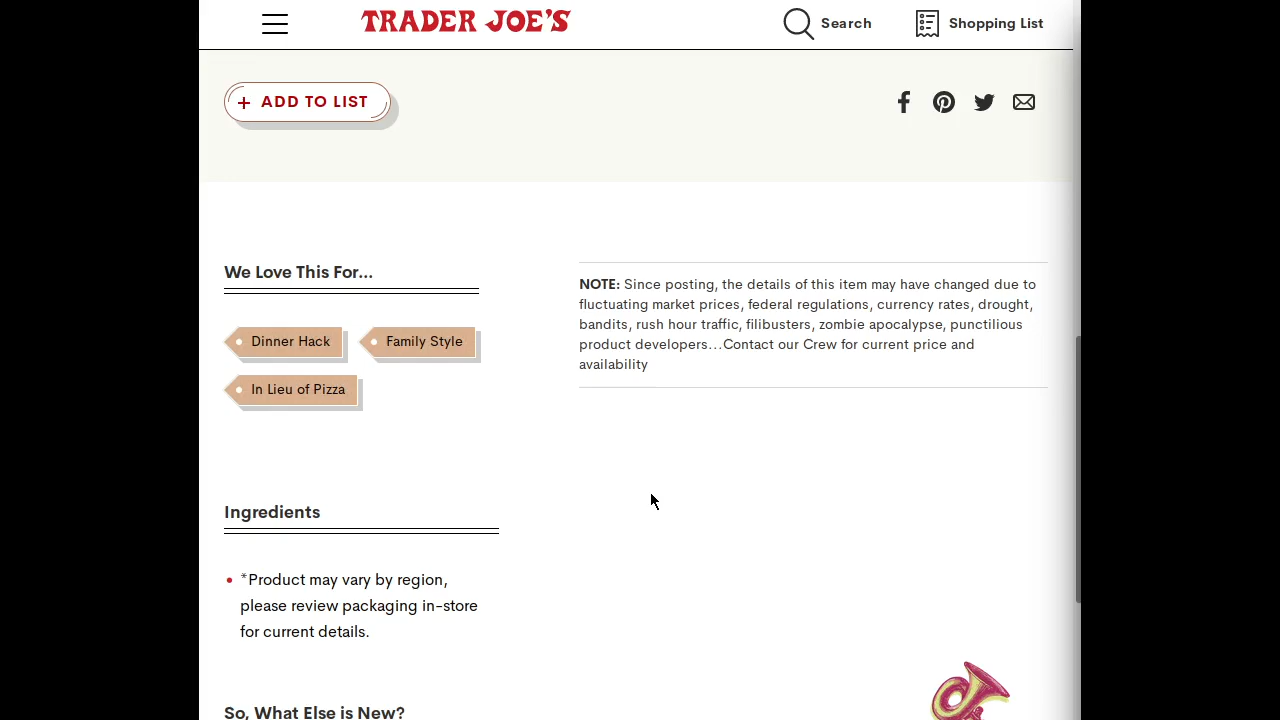 TRADER JOE'S
Search
Shopping List
+ ADD TO LIST
We Love This For...
Dinner Hack
Family Style
In Lieu of Pizza
NOTE: Since posting, the details of this item may have changed due to
fluctuating market prices, federal regulations, currency rates, drought,
bandits, rush hour traffic, filibusters, zombie apocalypse, punctilious
product developers...Contact our Crew for current price and
availability
Ingredients
• *Product may vary by region,
please review packaging in-store
for current details.
So, What Else is New?